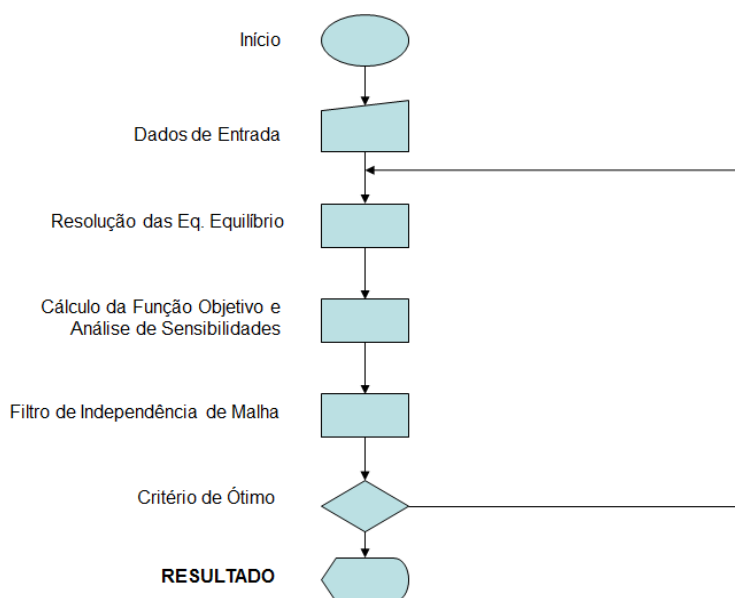 Início
Dados de Entrada
Resolução das Eq. Equilíbrio
Cálculo da Função Objetivo e
Análise de Sensibilidades
Filtro de Independência de Malha
Critério de Ótimo
RESULTADO